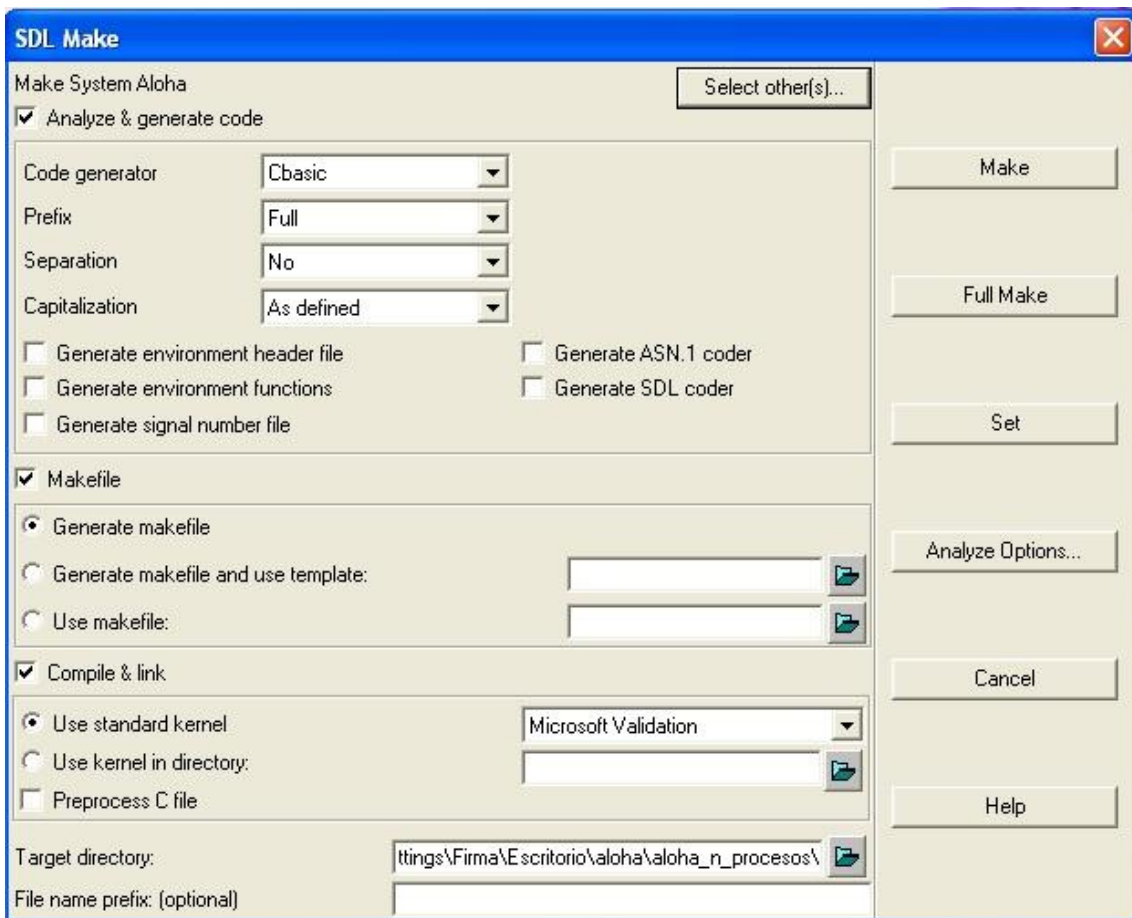 SDL Make
Make System Aloha
Select other(s)...
Analyze & generate code
Code generator
Cbasic
Make
Prefix
Full
Separation
No
Capitalization
As defined
Full Make
Generate environment header file
Generate ASN.1 coder
Generate environment functions
Generate SDL coder
Generate signal number file
Set
Makefile
Generate makefile
Generate makefile and use template:
Analyze Options...
Use makefile:
Compile & link
Cancel
Use standard kernel
Microsoft Validation
Use kernel in directory:
Preprocess C file
Help
Target directory:
ttings\Firma\Escritorio\aloha\aloha_n_procesos\
File name prefix: (optional)